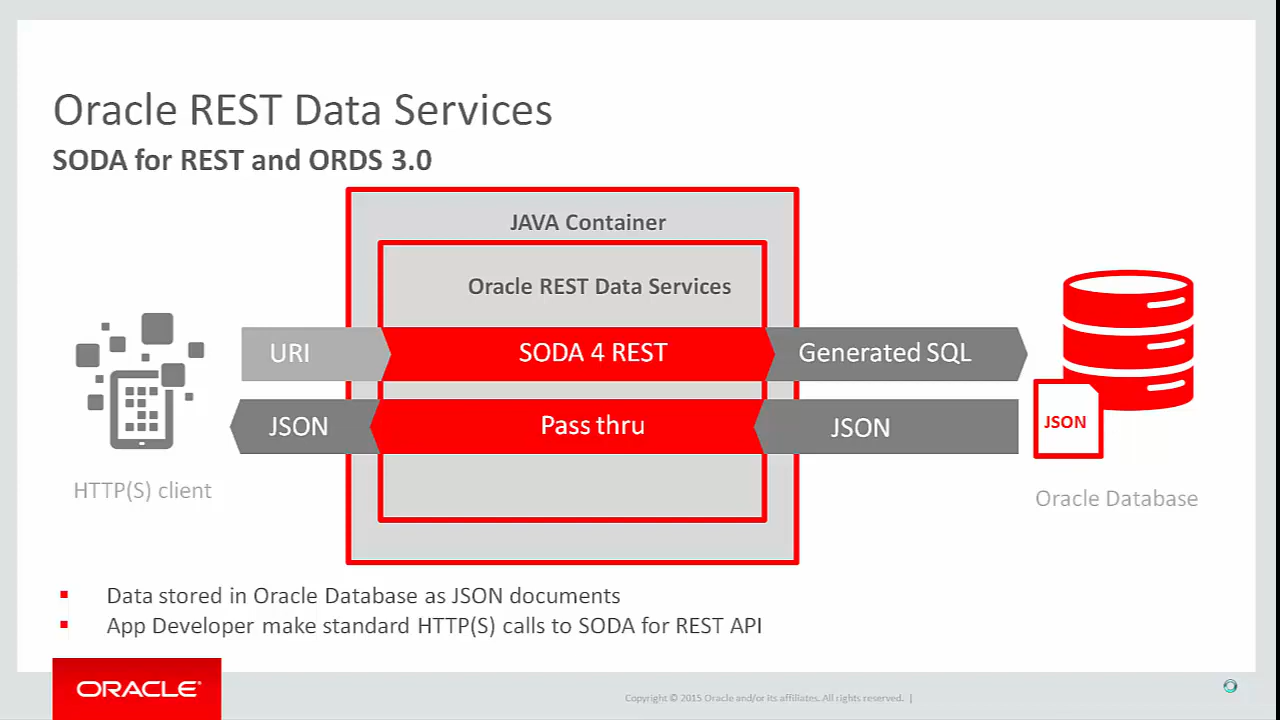 Oracle REST Data Services
SODA for REST and ORDS 3.0
JAVA Container
Oracle REST Data Services
URI
SODA 4 REST
Generated SQL
JSON
Pass thru
JSON
JSON
HTTP(S) client
Oracle Database
Data stored in Oracle Database as JSON documents
App Developer make standard HTTP(S) calls to SODA for REST API
ORACLE®
Copyright © 2015 Oracle and/or its affiliates. All rights reserved. |